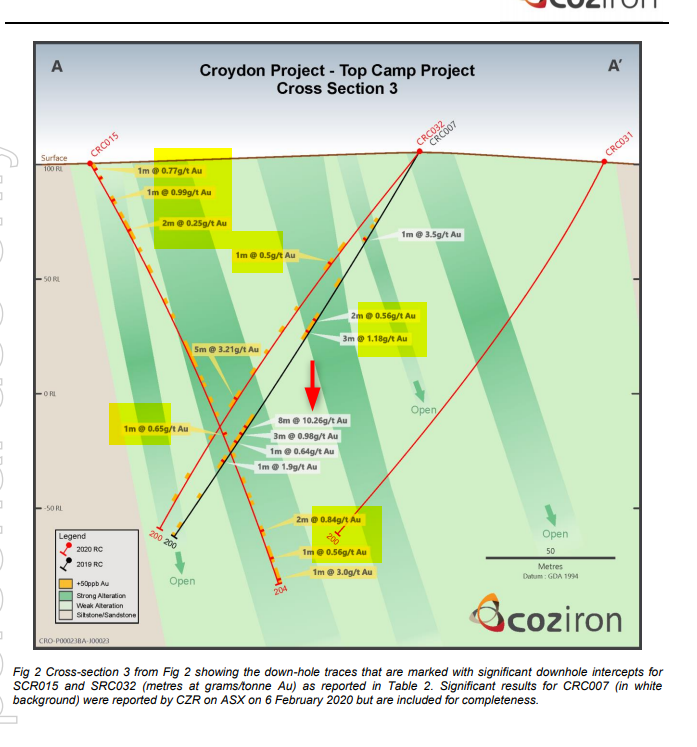 coziron
A
A'
Croydon Project - Top Camp Project
Cross Section 3
CRC015
CRC032
CRC007
CRC031
Surface
100 RL
1m @ 0.77g/t Au
1m @ 0.99g/t Au
2m @ 0.25g/t Au
1m @ 3.5g/t Au
1m @ 0.5g/t Au
50 RL
2m @ 0.56g/t Au
3m @ 1.18g/t Au
5m @ 3.21g/t Au
0 RL
Open
8m @ 10.26g/t Au
1m @ 0.65g/t Au
3m @ 0.98g/t Au
1m @ 0.64g/t Au
1m @ 1.9g/t Au
-50 RL
2m @ 0.84g/t Au
200
200
200
Open
Legend
2020 RC
2019 RC
+50ppb Au
Strong Alteration
Weak Alteration
Siltstone/Sandstone
1m @ 0.56g/t Au
50
Metres
Datum : GDA 1994
1m @ 3.0g/t Au
Open
204
coziron
CRO-P00023BA-J00023
Fig 2 Cross-section 3 from Fig 2 showing the down-hole traces that are marked with significant downhole intercepts for
SCR015 and SRC032 (metres at grams/tonne Au) as reported in Table 2. Significant results for CRC007 (in white
background) were reported by CZR on ASX on 6 February 2020 but are included for completeness.